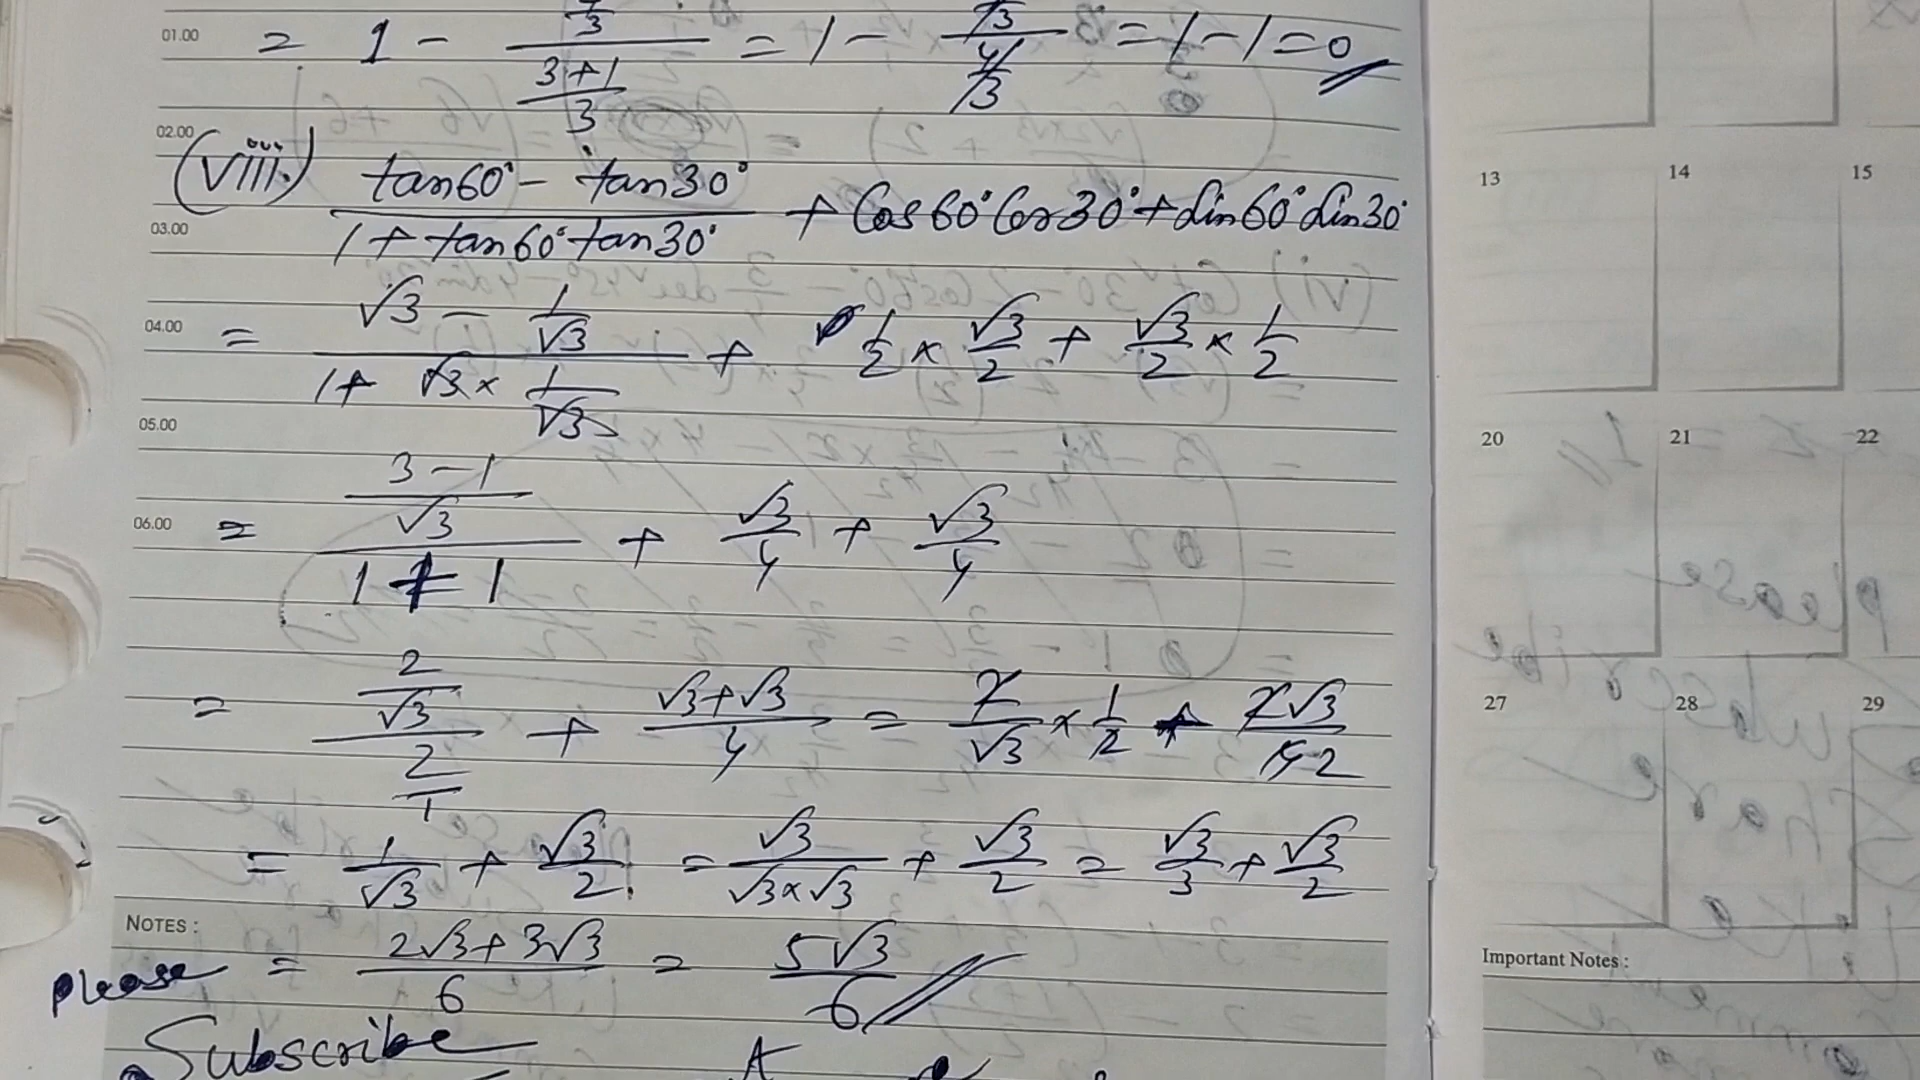 01.00 = 1 - (1/3)/((3+1)/3) = 1 - (4/3)/(4/3) = 1-1=0
02.00
(viii.) (tan60° - tan30°)/(1 + tan60° tan30°) + Cos60° Cos30° + Sin60° Sin30°
03.00
04.00 = (√3 - 1/√3)/(1 + √3 × 1/√3) + 1/2 × √3/2 + √3/2 × 1/2
05.00
06.00 = ((3-1)/√3)/(1+1) + √3/4 + √3/4
= (2/√3)/(2/1) + (√3+√3)/4 = 2/√3 × 1/2 + 2√3/4 2
= 1/√3 + √3/2 = √3/(√3×√3) + √3/2 = √3/3 + √3/2
NOTES :
please = (2√3+3√3)/6 = 5√3/6
Subscribe
13 14 15
20 21 22
27 28 29
Important Notes :